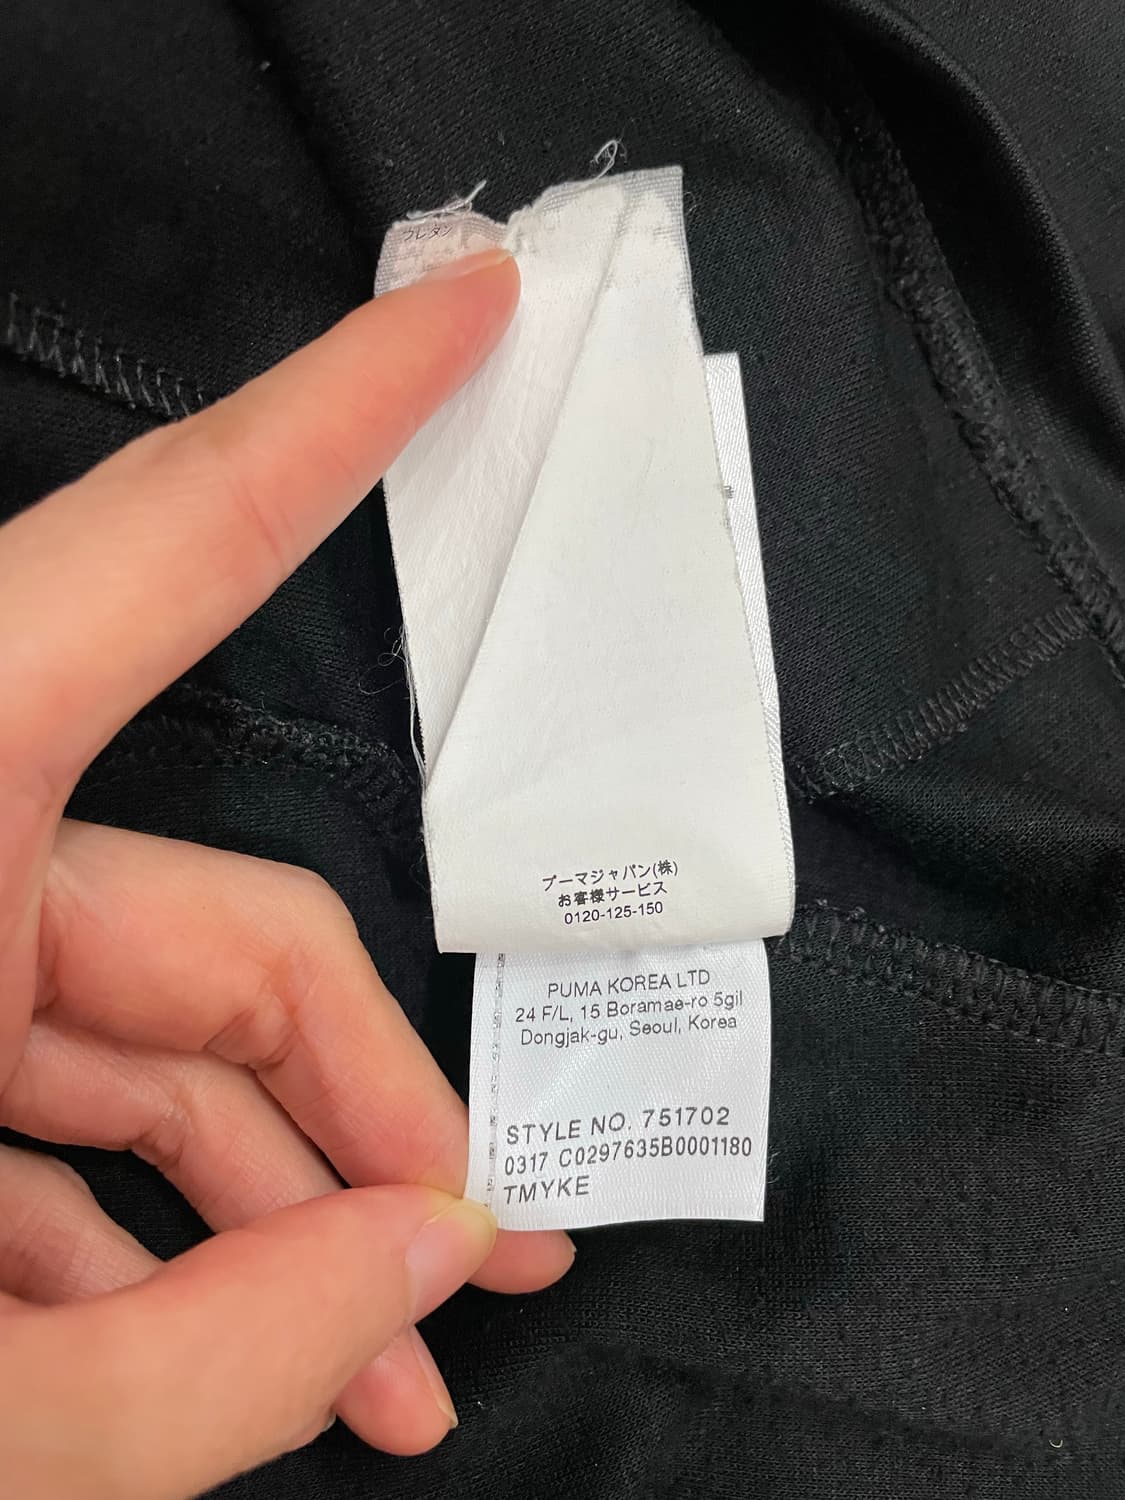 ウレタン
プーマジャパン(株)
お客様サービス
0120-125-150
PUMA KOREA LTD
24 F/L, 15 Boramae-ro 5gil
Dongjak-gu, Seoul, Korea
STYLE NO. 751702
0317 C0297635B0001180
TMYKE